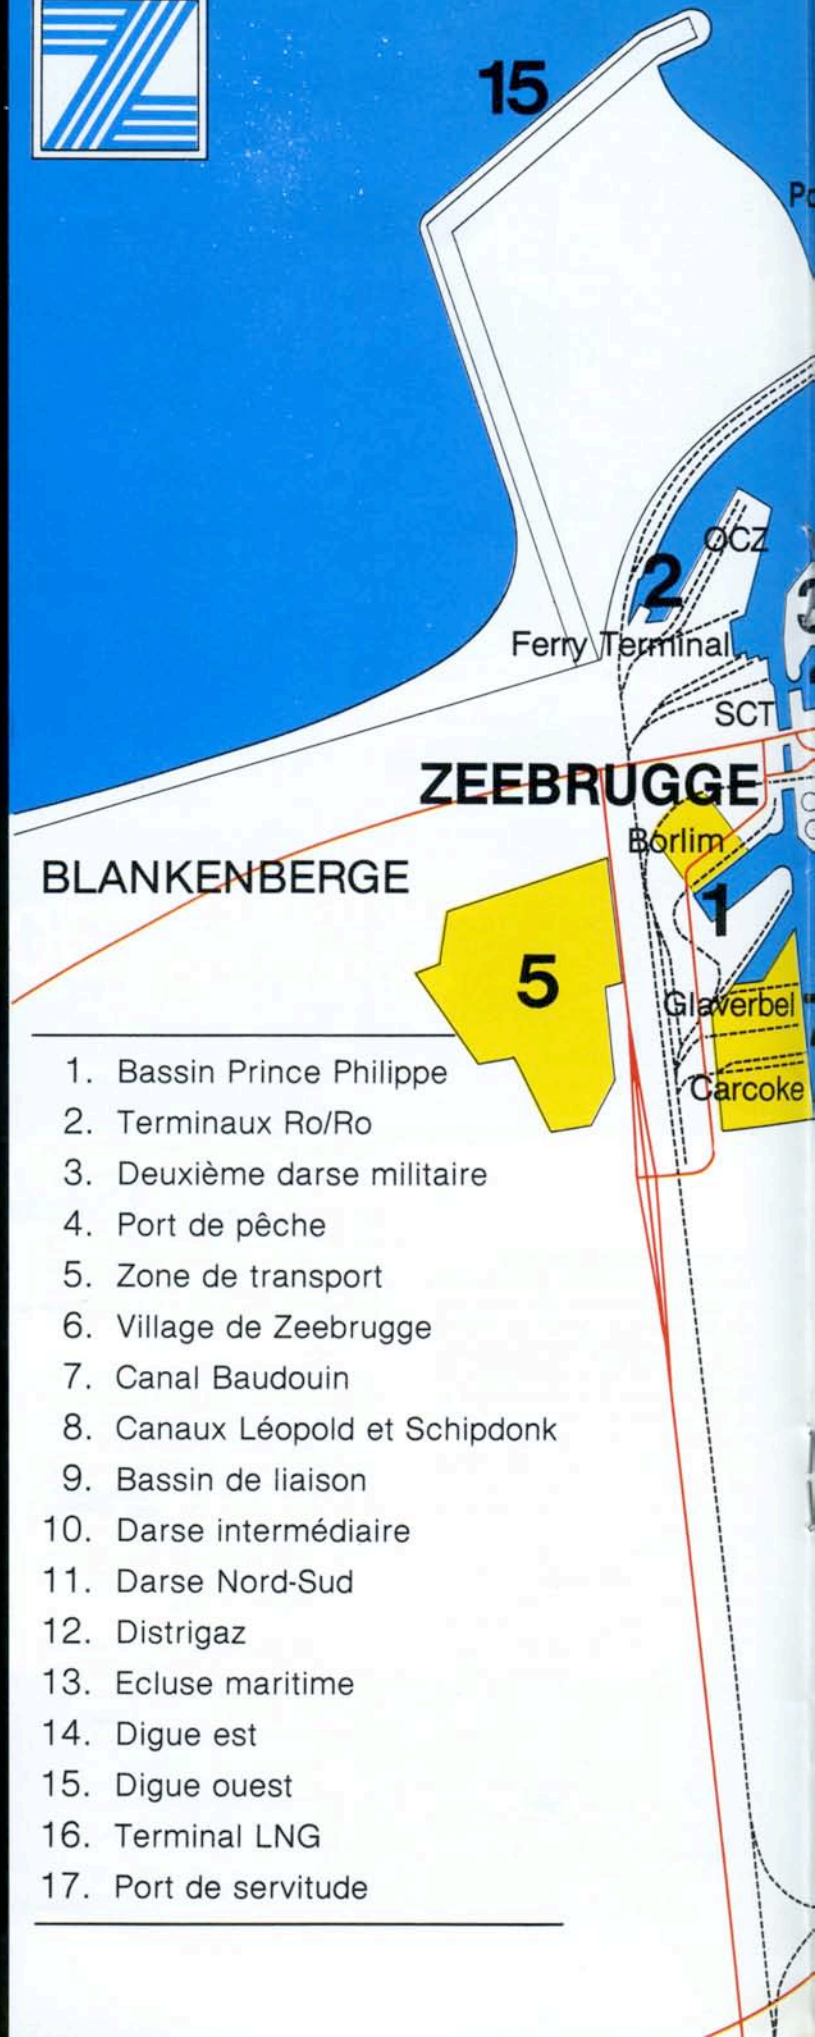 15
2
OCZ
Ferry Terminal
SCT
ZEEBRUGGE
Borlim
BLANKENBERGE
1
5
Glaverbel
Carcoke
1. Bassin Prince Philippe
2. Terminaux Ro/Ro
3. Deuxième darse militaire
4. Port de pêche
5. Zone de transport
6. Village de Zeebrugge
7. Canal Baudouin
8. Canaux Léopold et Schipdonk
9. Bassin de liaison
10. Darse intermédiaire
11. Darse Nord-Sud
12. Distrigaz
13. Ecluse maritime
14. Digue est
15. Digue ouest
16. Terminal LNG
17. Port de servitude